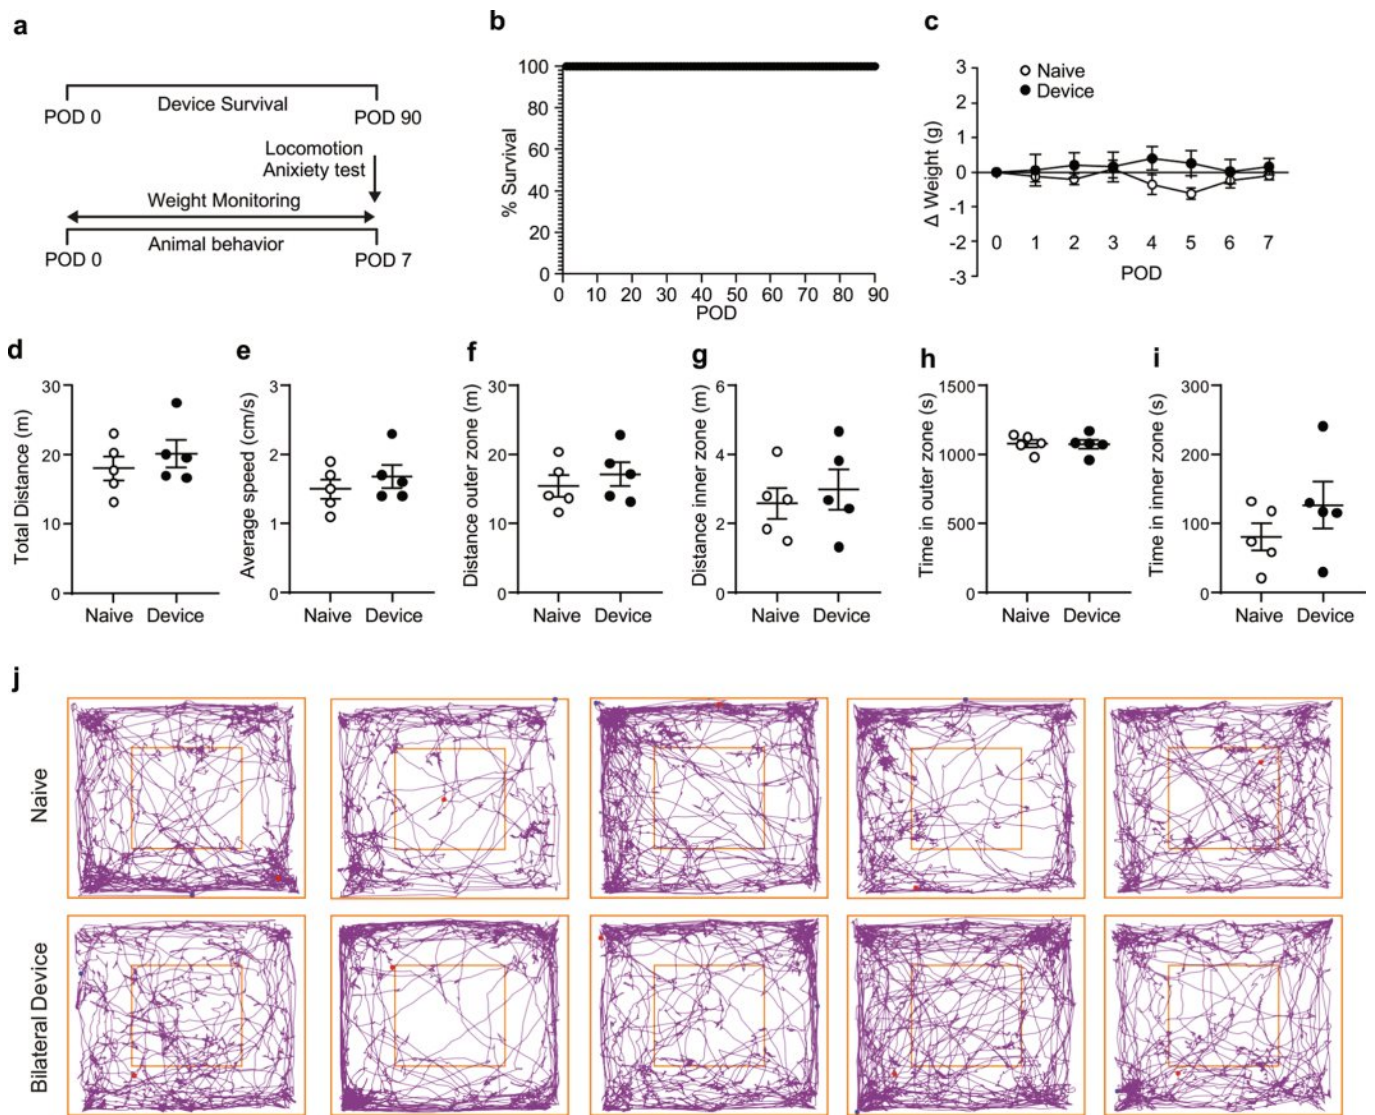 a
Device Survival
POD 0
POD 90
Locomotion
Anixiety test
Weight Monitoring
Animal behavior
POD 0
POD 7
b
% Survival
100
80
60
40
20
0
0 10 20 30 40 50 60 70 80 90
POD
c
Naive
Device
Δ Weight (g)
3
2
1
0
-1
-2
-3
0 1 2 3 4 5 6 7
POD
d
Total Distance (m)
30
20
10
0
Naive Device
e
Average speed (cm/s)
3
2
1
0
Naive Device
f
Distance outer zone (m)
30
20
10
0
Naive Device
g
Distance inner zone (m)
6
4
2
0
Naive Device
h
Time in outer zone (s)
1500
1000
500
0
Naive Device
i
Time in inner zone (s)
300
200
100
0
Naive Device
j
Naive
Bilateral Device